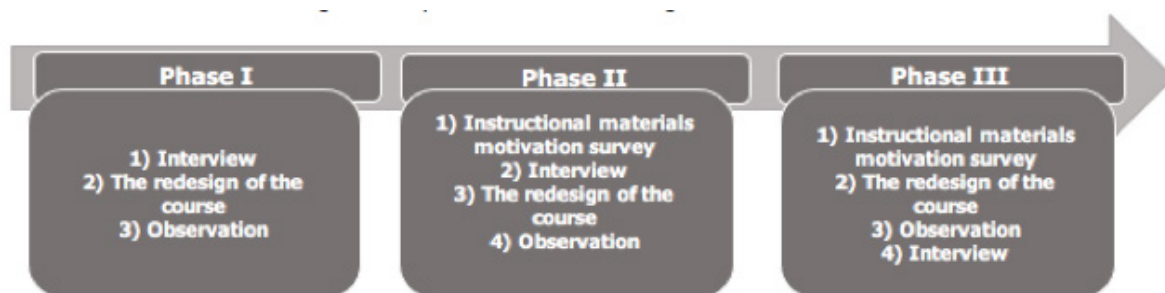 Phase I
1) Interview
2) The redesign of the
course
3) Observation
Phase II
1) Instructional materials
motivation survey
2) Interview
3) The redesign of the
course
4) Observation
Phase III
1) Instructional materials
motivation survey
2) The redesign of the
course
3) Observation
4) Interview